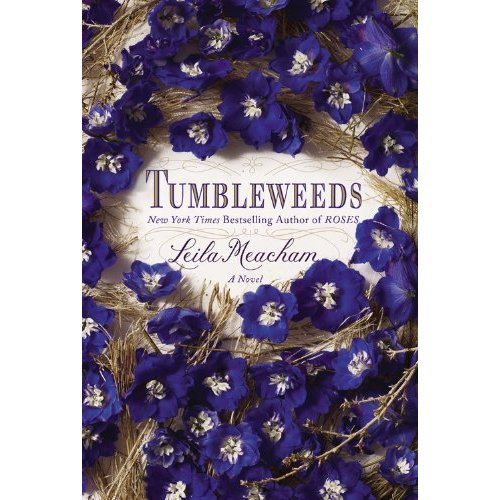 TUMBLEWEEDS
New York Times Bestselling Author of ROSES
Leila Meacham
A Novel